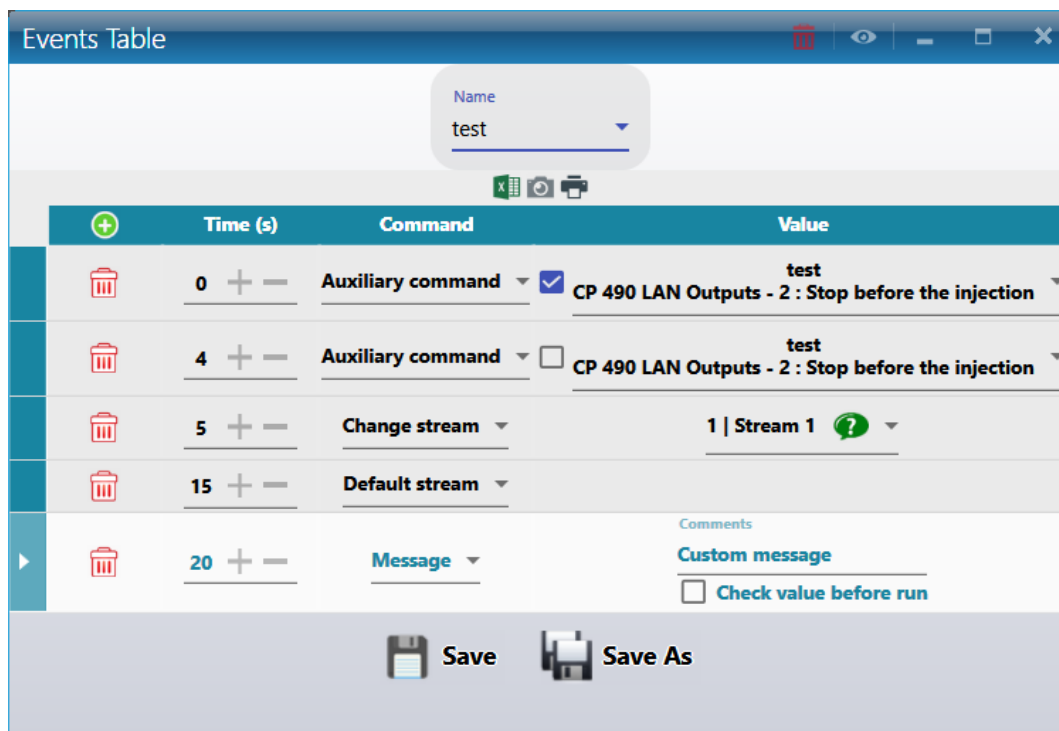 Events Table
Name
test
Time (s) Command Value
0 Auxiliary command test
CP 490 LAN Outputs - 2 : Stop before the injection
4 Auxiliary command test
CP 490 LAN Outputs - 2 : Stop before the injection
5 Change stream 1 | Stream 1 ?
15 Default stream
Comments
20 Message Custom message
Check value before run
Save Save As